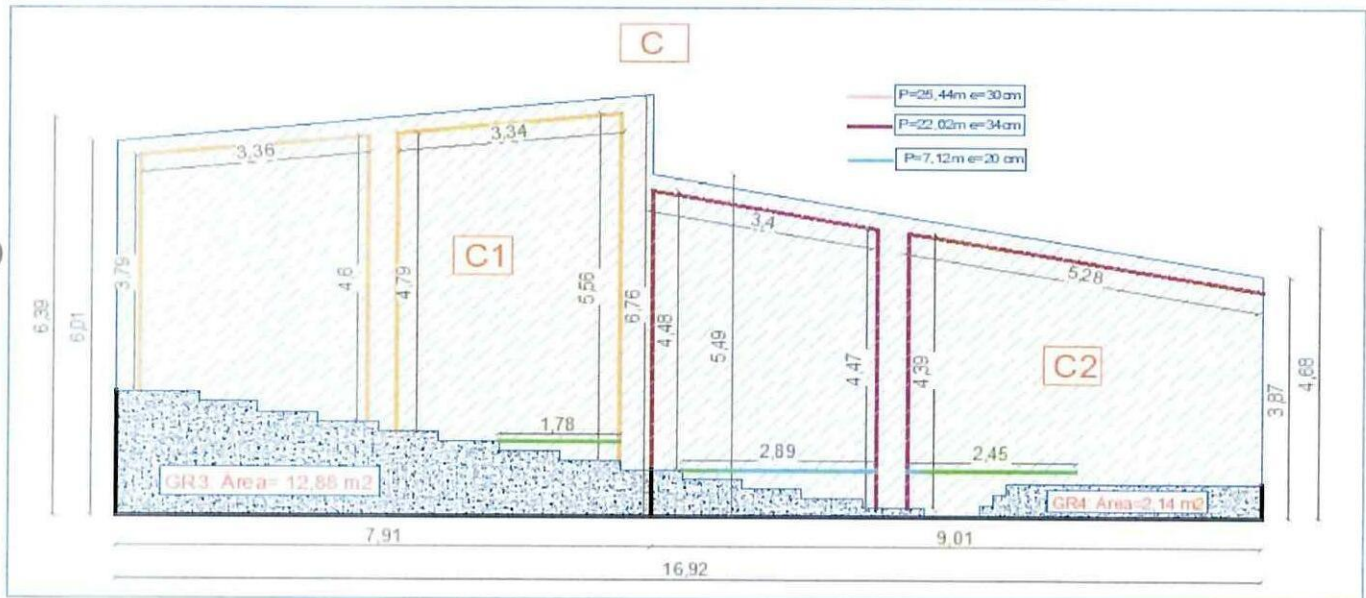 C
P=25,44m e=30cm
P=22,02m e=34cm
P=7,12m e=20 cm
3,36
3,34
3,4
5,28
C1
C2
6,39
6,01
3,79
4,6
4,79
5,56
6,76
4,48
5,49
4,47
4,39
3,87
4,68
1,78
2,89
2,45
GR3. Area= 12,88 m2
GR4. Area=2,14 m2
7,91
9,01
16,92